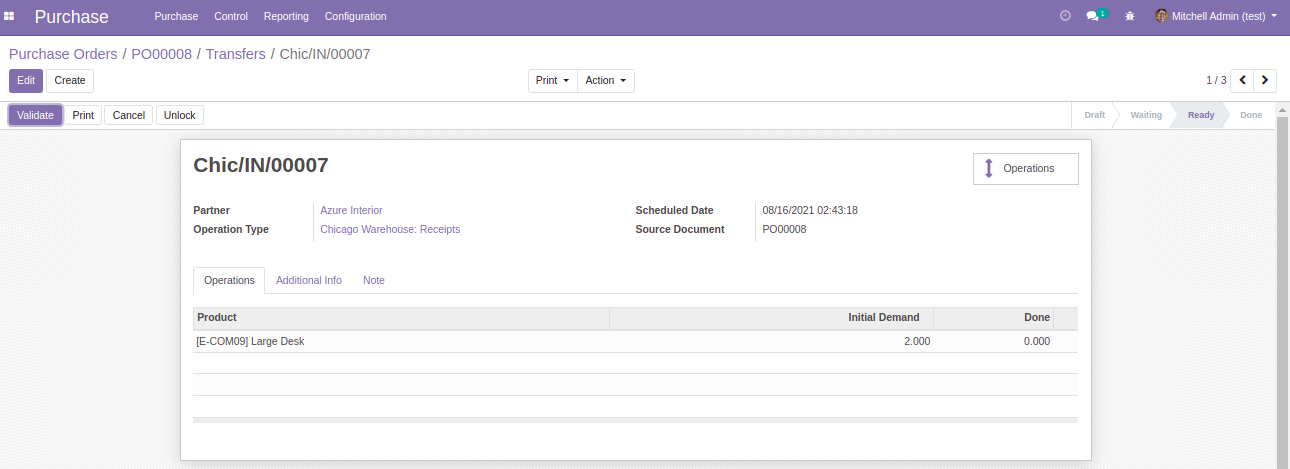 Purchase Purchase Control Reporting Configuration 1 Mitchell Admin (test)
Purchase Orders / PO00008 / Transfers / Chic/IN/00007
Edit Create Print Action 1 / 3
Validate Print Cancel Unlock Draft Waiting Ready Done
Chic/IN/00007 Operations
Partner Azure Interior Scheduled Date 08/16/2021 02:43:18
Operation Type Chicago Warehouse: Receipts Source Document PO00008
Operations Additional Info Note
Product Initial Demand Done
[E-COM09] Large Desk 2.000 0.000